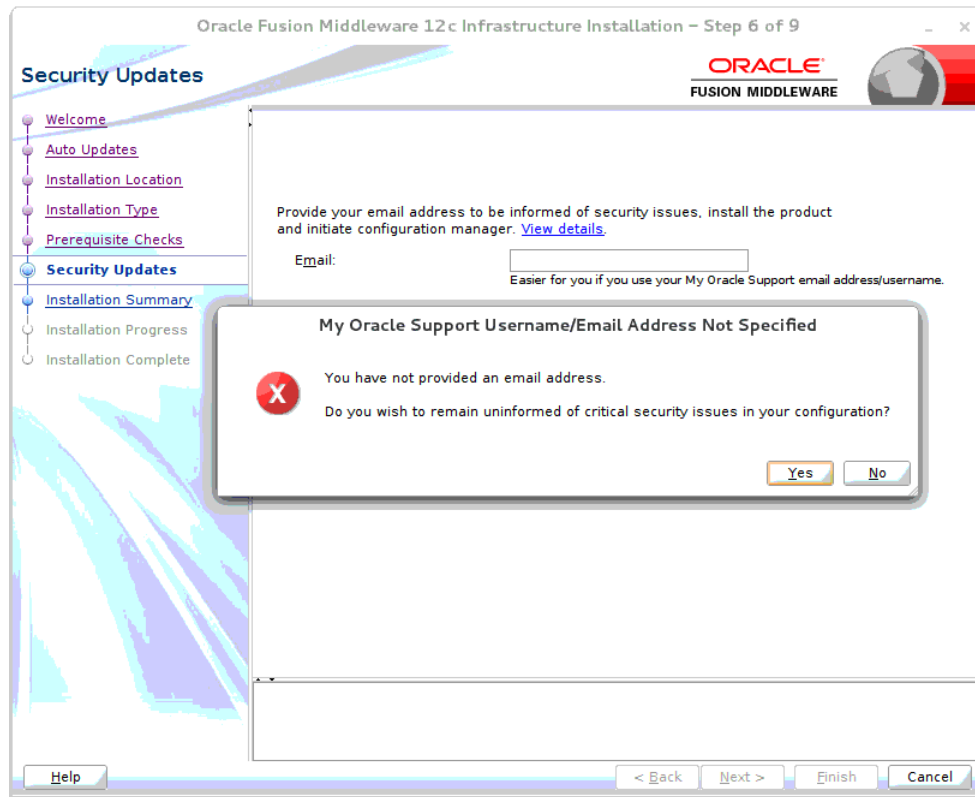 Oracle Fusion Middleware 12c Infrastructure Installation – Step 6 of 9
Security Updates
ORACLE
FUSION MIDDLEWARE
Welcome
Auto Updates
Installation Location
Installation Type
Prerequisite Checks
Security Updates
Installation Summary
Installation Progress
Installation Complete
Provide your email address to be informed of security issues, install the product
and initiate configuration manager. View details.
Email:
Easier for you if you use your My Oracle Support email address/username.
My Oracle Support Username/Email Address Not Specified
You have not provided an email address.
Do you wish to remain uninformed of critical security issues in your configuration?
Yes No
Help < Back Next > Finish Cancel